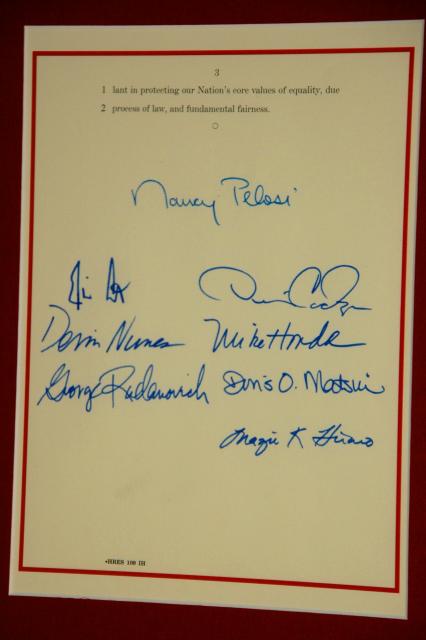 3
1 lant in protecting our Nation's core values of equality, due
2 process of law, and fundamental fairness.
Nancy Pelosi
Devin Nunes Mike Honda
George Radanovich Doris O. Matsui
Mazie K Hirono
•HRES 100 IH